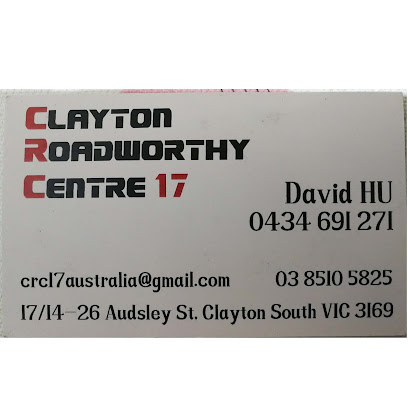 CLAYTON
ROADWORTHY
CENTRE 17
David HU
0434 691 271
crc17australia@gmail.com 03 8510 5825
17/14-26 Audsley St. Clayton South VIC 3169